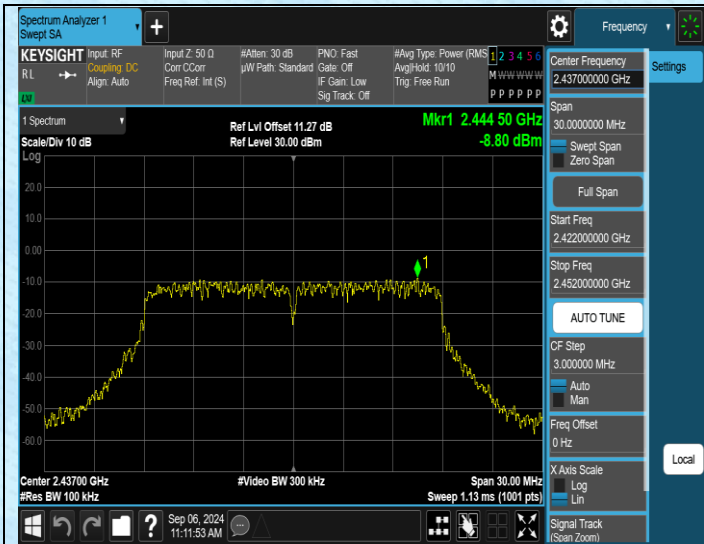 Spectrum Analyzer 1
Swept SA
+
Frequency
KEYSIGHT
RL
LXI
Input: RF
Coupling: DC
Align: Auto
Input Z: 50 Ω
Corr CCorr
Freq Ref: Int (S)
#Atten: 30 dB
µW Path: Standard
PNO: Fast
Gate: Off
IF Gain: Low
Sig Track: Off
#Avg Type: Power (RMS
Avg|Hold: 10/10
Trig: Free Run
1 2 3 4 5 6
M W W W W W
P P P P P P
1 Spectrum
Scale/Div 10 dB
Ref Lvl Offset 11.27 dB
Ref Level 30.00 dBm
Mkr1 2.444 50 GHz
-8.80 dBm
Log
20.0
10.0
0.00
-10.0
-20.0
-30.0
-40.0
-50.0
-60.0
1
Center 2.43700 GHz
#Res BW 100 kHz
#Video BW 300 kHz
Span 30.00 MHz
Sweep 1.13 ms (1001 pts)
?
Sep 06, 2024
11:11:53 AM
Center Frequency
2.437000000 GHz
Span
30.0000000 MHz
Swept Span
Zero Span
Full Span
Start Freq
2.422000000 GHz
Stop Freq
2.452000000 GHz
AUTO TUNE
CF Step
3.000000 MHz
Auto
Man
Freq Offset
0 Hz
X Axis Scale
Log
Lin
Signal Track
(Span Zoom)
Settings
Local